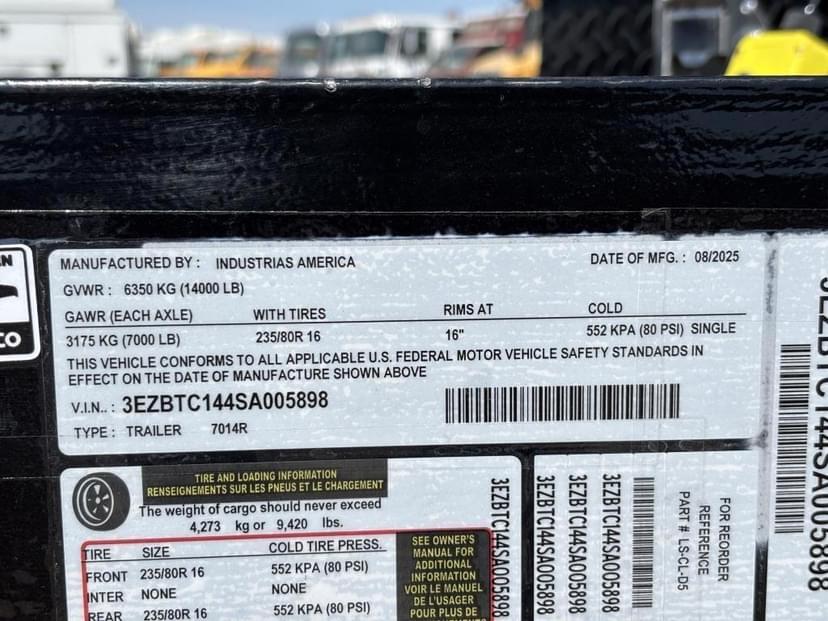 MANUFACTURED BY : INDUSTRIAS AMERICA DATE OF MFG. : 08/2025
GVWR : 6350 KG (14000 LB)
GAWR (EACH AXLE) WITH TIRES RIMS AT COLD
3175 KG (7000 LB) 235/80R 16 16" 552 KPA (80 PSI) SINGLE
THIS VEHICLE CONFORMS TO ALL APPLICABLE U.S. FEDERAL MOTOR VEHICLE SAFETY STANDARDS IN
EFFECT ON THE DATE OF MANUFACTURE SHOWN ABOVE
V.I.N.. : 3EZBTC144SA005898
TYPE : TRAILER 7014R
TIRE AND LOADING INFORMATION
RENSEIGNEMENTS SUR LES PNEUS ET LE CHARGEMENT
The weight of cargo should never exceed
4,273 kg or 9,420 lbs.
TIRE SIZE COLD TIRE PRESS.
FRONT 235/80R 16 552 KPA (80 PSI)
INTER NONE NONE
REAR 235/80R 16 552 KPA (80 PSI)
SEE OWNER'S
MANUAL FOR
ADDITIONAL
INFORMATION
VOIR LE MANUEL
DE L'USAGER
POUR PLUS DE
3EZBTC144SA005898
3EZBTC144SA005898
3EZBTC144SA005898
3EZBTC144SA005898
FOR REORDER
REFERENCE
PART # LS-CL-D5
3EZBTC144SA005898